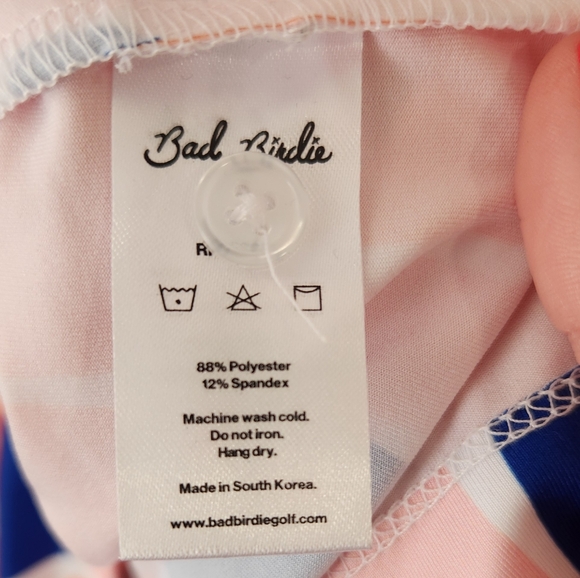 Bad Birdie
88% Polyester
12% Spandex
Machine wash cold.
Do not iron.
Hang dry.
Made in South Korea.
www.badbirdiegolf.com